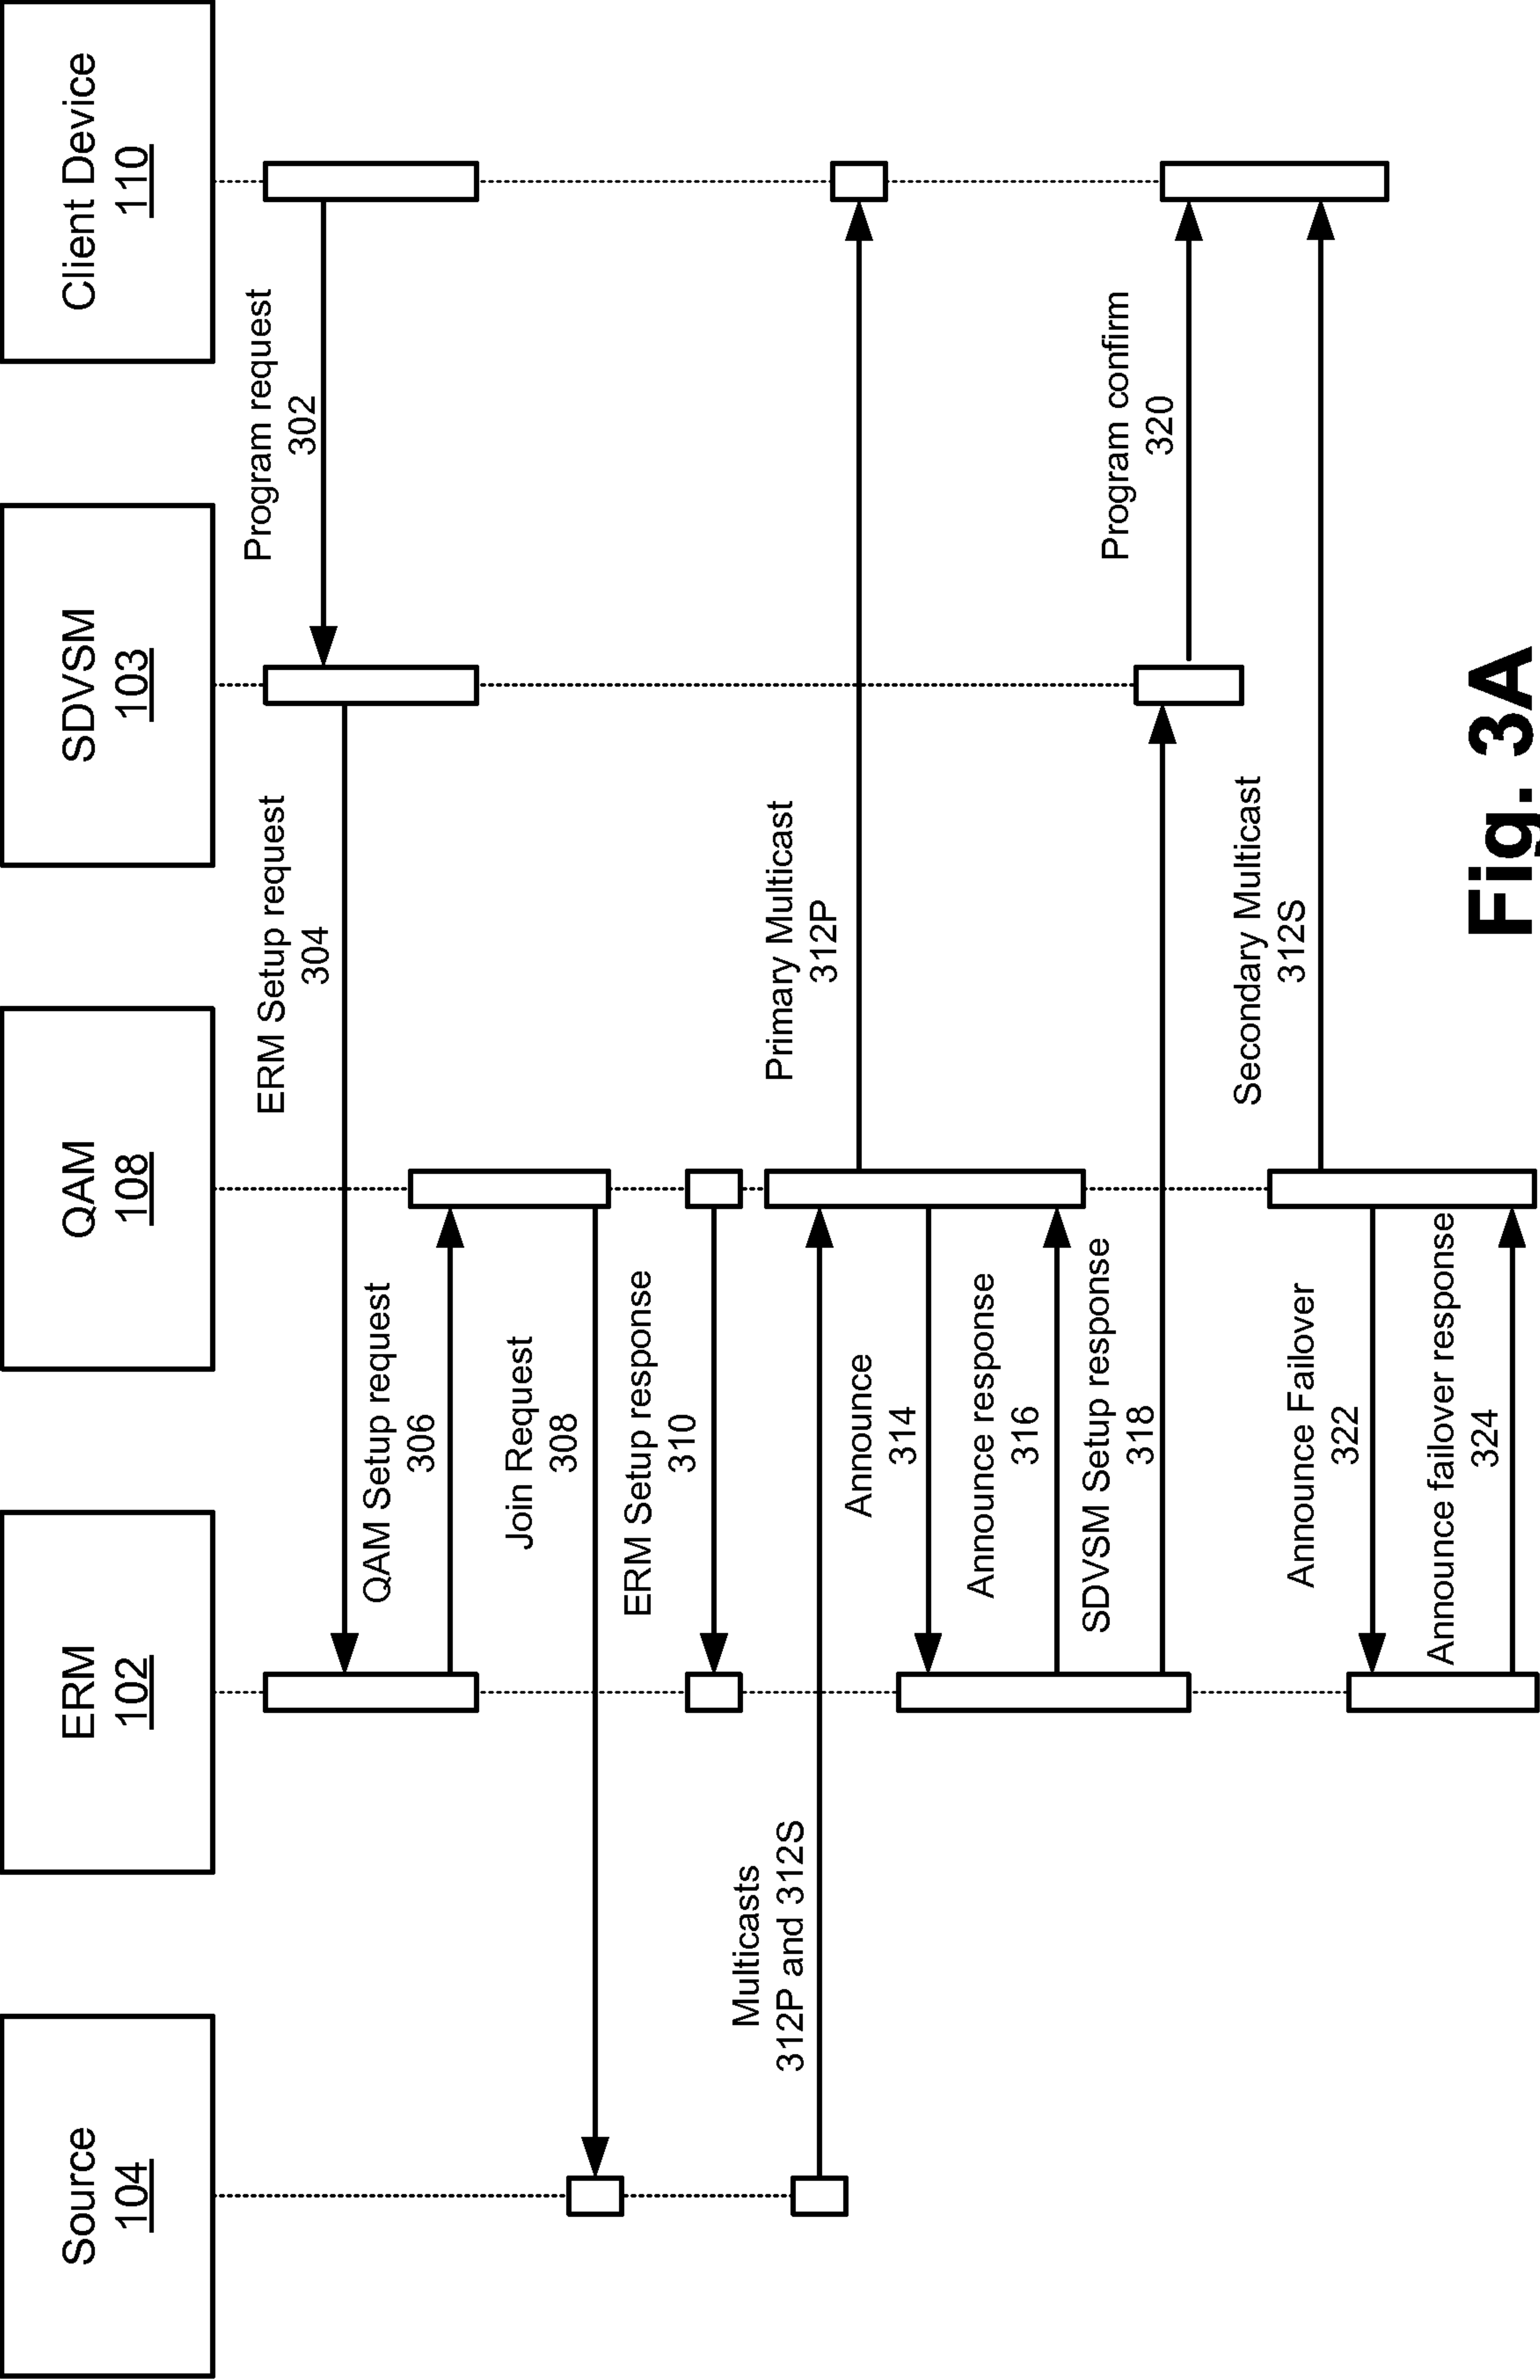 Source
104
ERM
102
QAM
108
SDVSM
103
Client Device
110
Program request
302
ERM Setup request
304
QAM Setup request
306
Join Request
308
ERM Setup response
310
Multicasts
312P and 312S
Primary Multicast
312P
Announce
314
Announce response
316
SDVSM Setup response
318
Program confirm
320
Secondary Multicast
312S
Announce Failover
322
Announce failover response
324
Fig. 3A